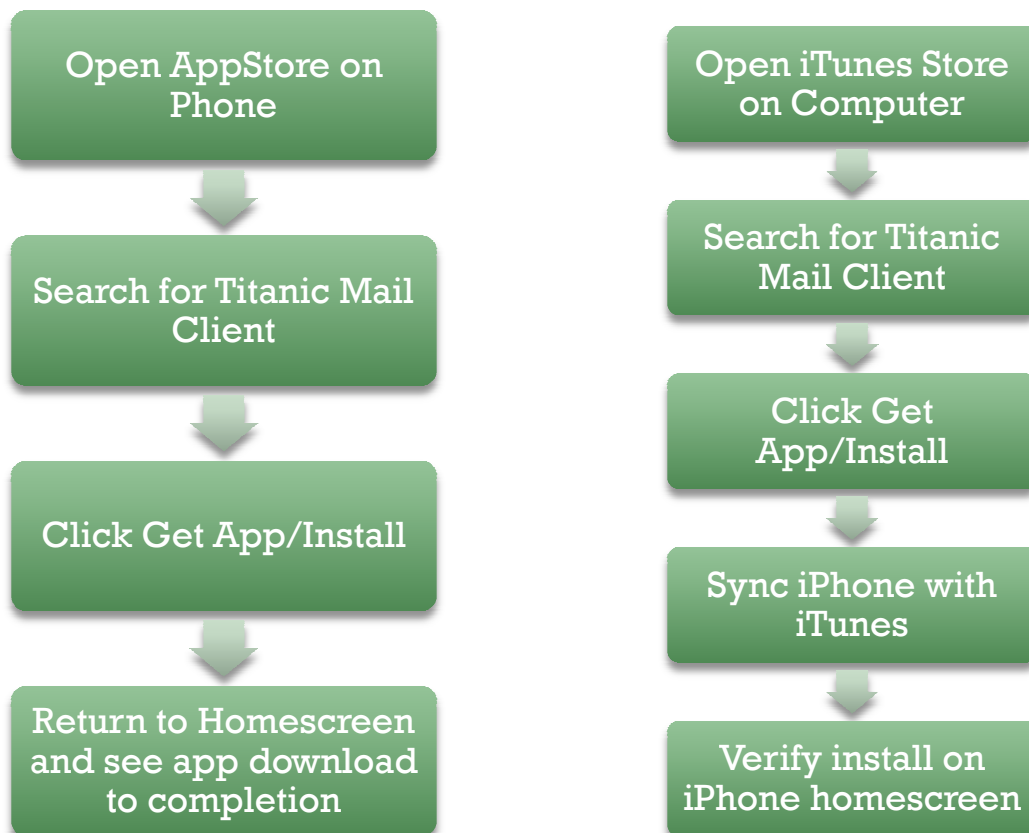 Open AppStore on
Phone
Search for Titanic Mail
Client
Click Get App/Install
Return to Homescreen
and see app download
to completion
Open iTunes Store
on Computer
Search for Titanic
Mail Client
Click Get
App/Install
Sync iPhone with
iTunes
Verify install on
iPhone homescreen